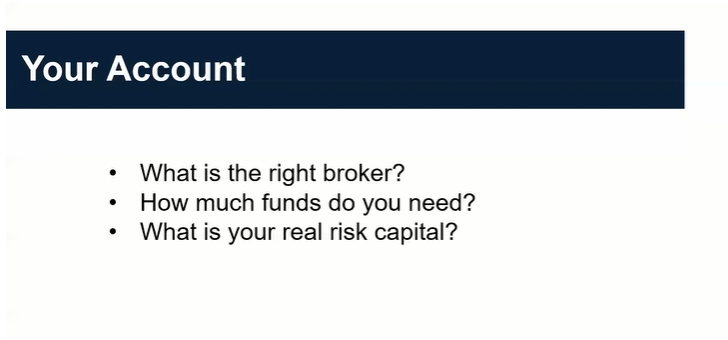 Your Account
• What is the right broker?
• How much funds do you need?
• What is your real risk capital?